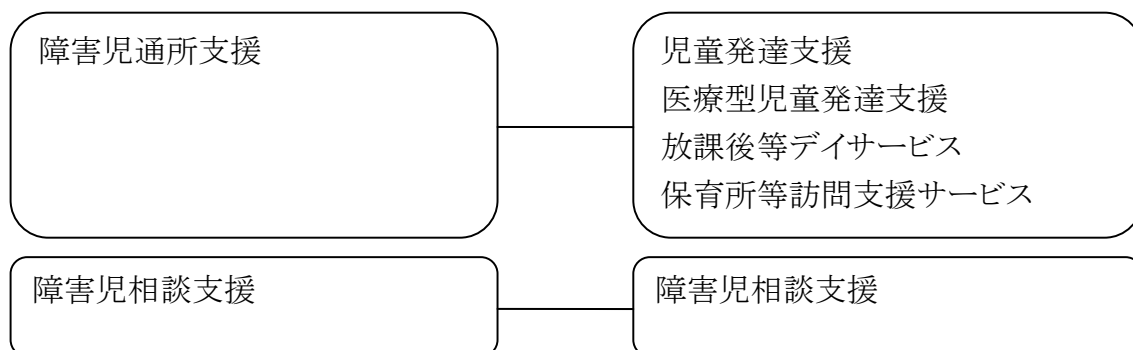 障害児通所支援
児童発達支援
医療型児童発達支援
放課後等デイサービス
保育所等訪問支援サービス
障害児相談支援
障害児相談支援